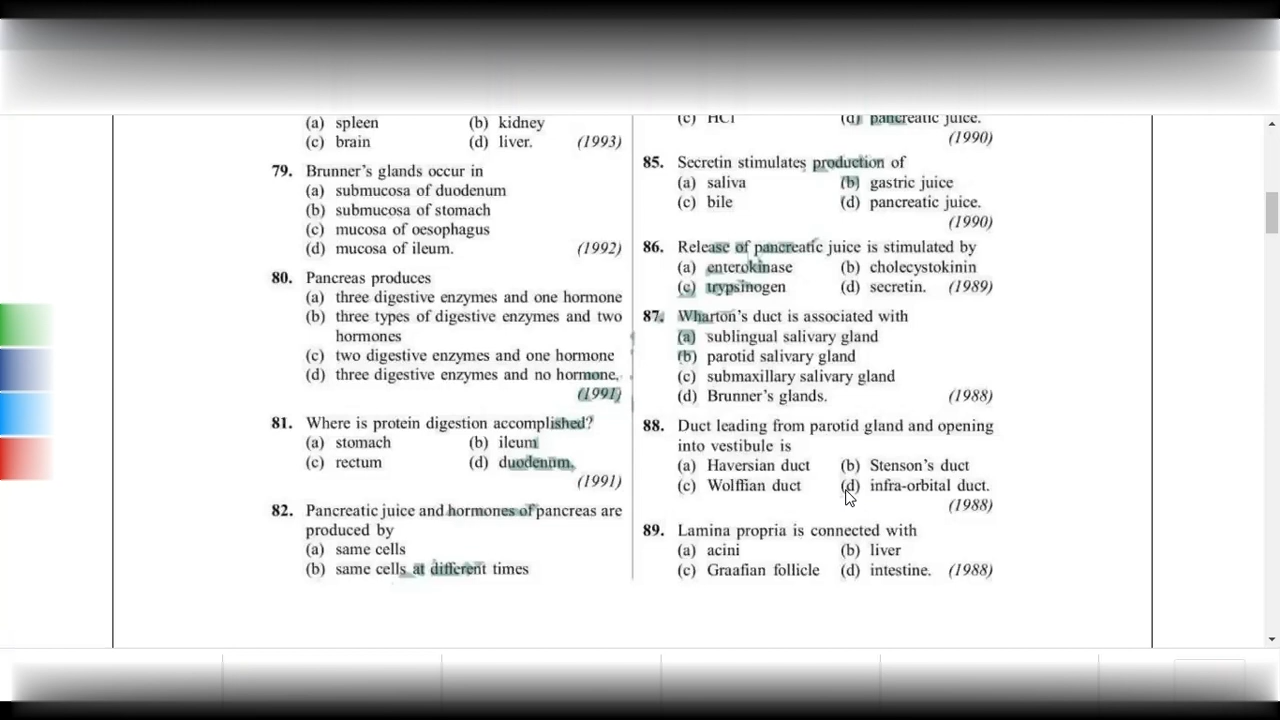 (a) spleen (b) kidney
(c) brain (d) liver. (1993)
79. Brunner's glands occur in
(a) submucosa of duodenum
(b) submucosa of stomach
(c) mucosa of oesophagus
(d) mucosa of ileum. (1992)
80. Pancreas produces
(a) three digestive enzymes and one hormone
(b) three types of digestive enzymes and two
hormones
(c) two digestive enzymes and one hormone
(d) three digestive enzymes and no hormone.
(1991)
81. Where is protein digestion accomplished?
(a) stomach (b) ileum
(c) rectum (d) duodenum.
(1991)
82. Pancreatic juice and hormones of pancreas are
produced by
(a) same cells
(b) same cells at different times
(c) HCl (d) pancreatic juice.
(1990)
85. Secretin stimulates production of
(a) saliva (b) gastric juice
(c) bile (d) pancreatic juice.
(1990)
86. Release of pancreatic juice is stimulated by
(a) enterokinase (b) cholecystokinin
(c) trypsinogen (d) secretin. (1989)
87. Wharton's duct is associated with
(a) sublingual salivary gland
(b) parotid salivary gland
(c) submaxillary salivary gland
(d) Brunner's glands. (1988)
88. Duct leading from parotid gland and opening
into vestibule is
(a) Haversian duct (b) Stenson's duct
(c) Wolffian duct (d) infra-orbital duct.
(1988)
89. Lamina propria is connected with
(a) acini (b) liver
(c) Graafian follicle (d) intestine. (1988)